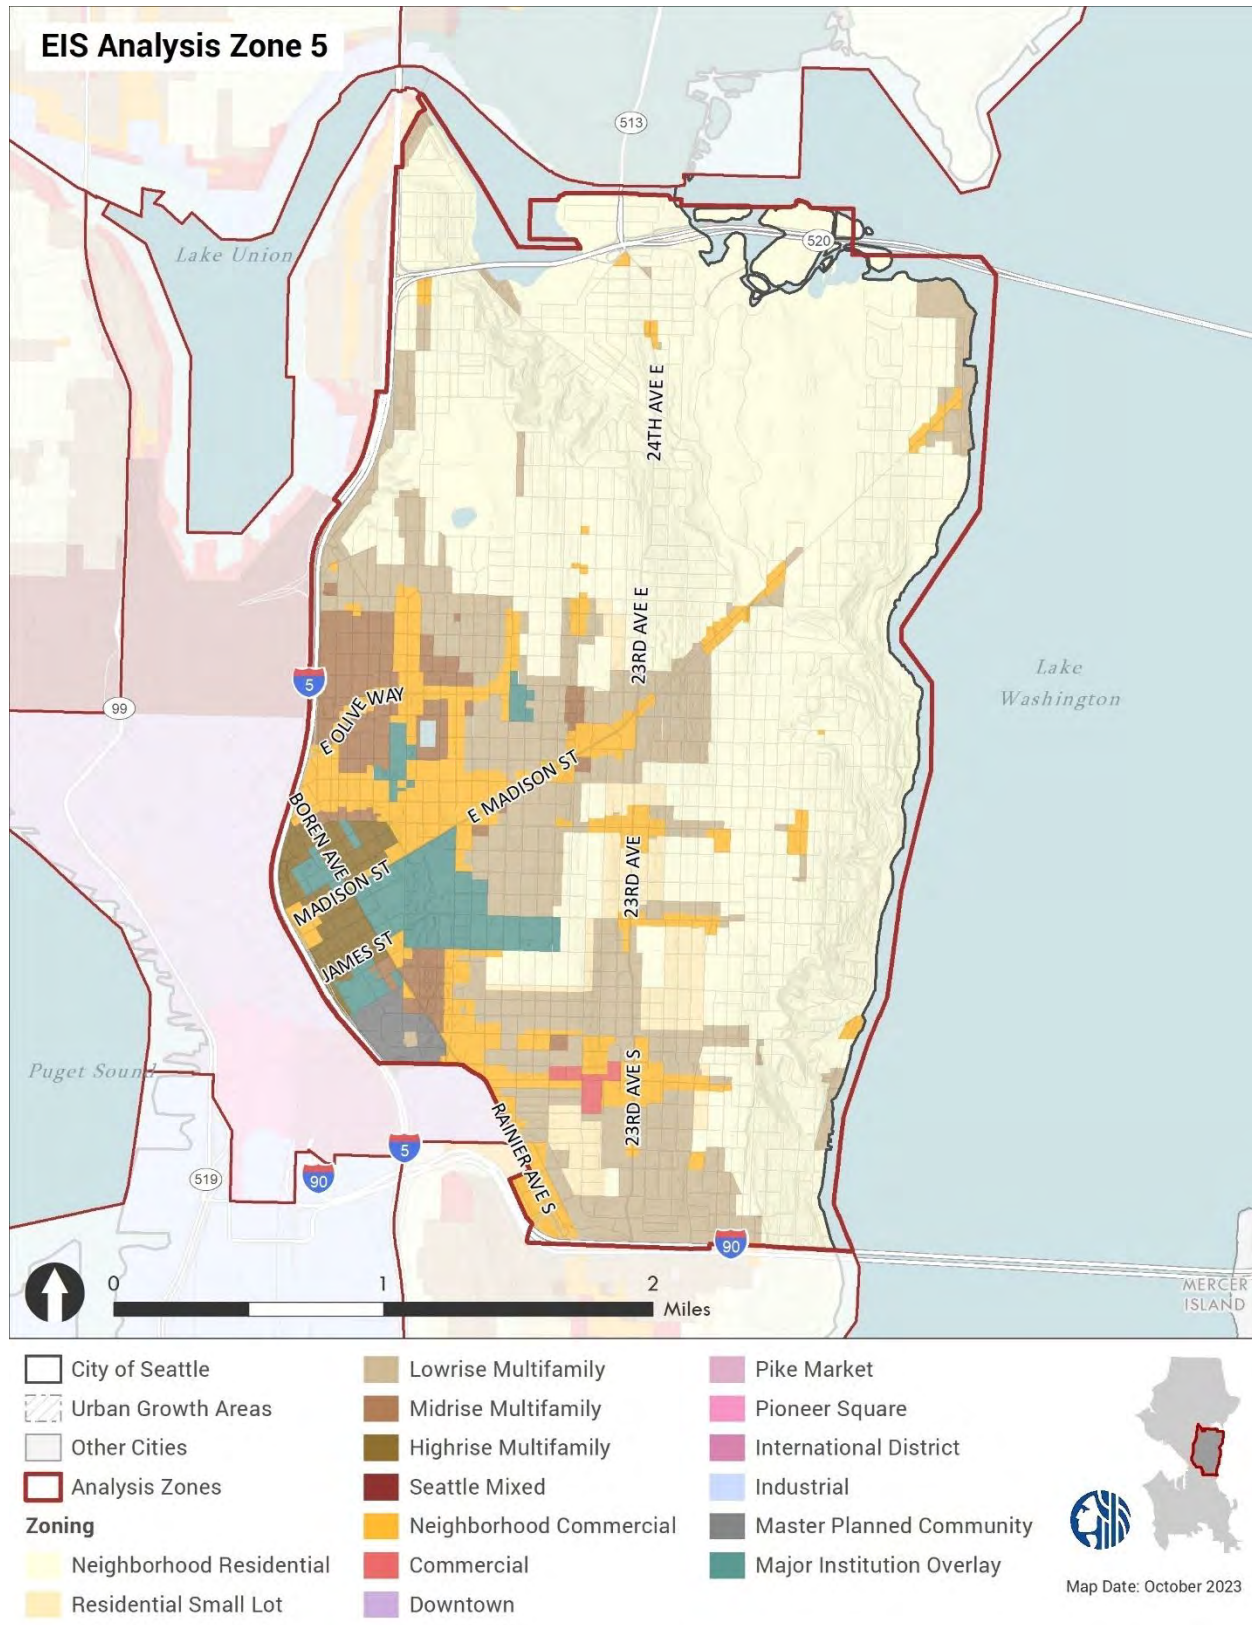 EIS Analysis Zone 5
513
520
Lake Union
24TH AVE E
23RD AVE E
Lake
Washington
5
99
E OLIVE WAY
E MADISON ST
BOREN AVE
MADISON ST
23RD AVE
JAMES ST
Puget Sound
23RD AVE S
RAINIER AVE S
5
90
519
90
MERCER
ISLAND
0 1 2
Miles
City of Seattle
Urban Growth Areas
Other Cities
Analysis Zones
Zoning
Neighborhood Residential
Residential Small Lot
Lowrise Multifamily
Midrise Multifamily
Highrise Multifamily
Seattle Mixed
Neighborhood Commercial
Commercial
Downtown
Pike Market
Pioneer Square
International District
Industrial
Master Planned Community
Major Institution Overlay
Map Date: October 2023